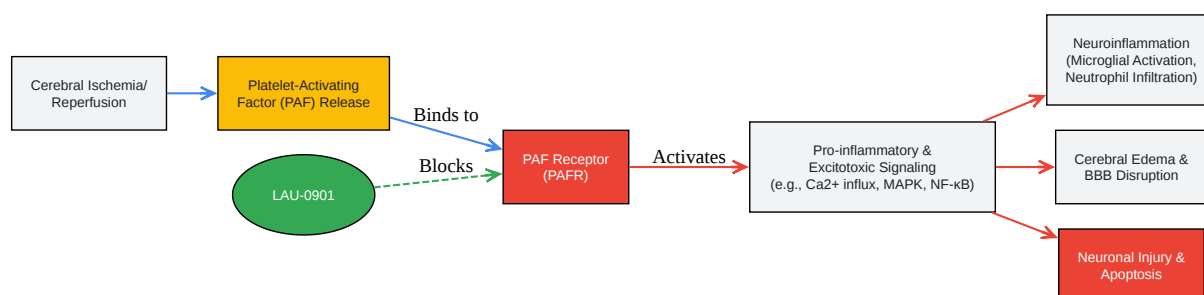 Cerebral Ischemia/
Reperfusion
Platelet-Activating
Factor (PAF) Release
Binds to
LAU-0901
Blocks
PAF Receptor
(PAFR)
Activates
Pro-inflammatory &
Excitotoxic Signaling
(e.g., Ca2+ influx, MAPK, NF-κB)
Neuroinflammation
(Microglial Activation,
Neutrophil Infiltration)
Cerebral Edema &
BBB Disruption
Neuronal Injury &
Apoptosis